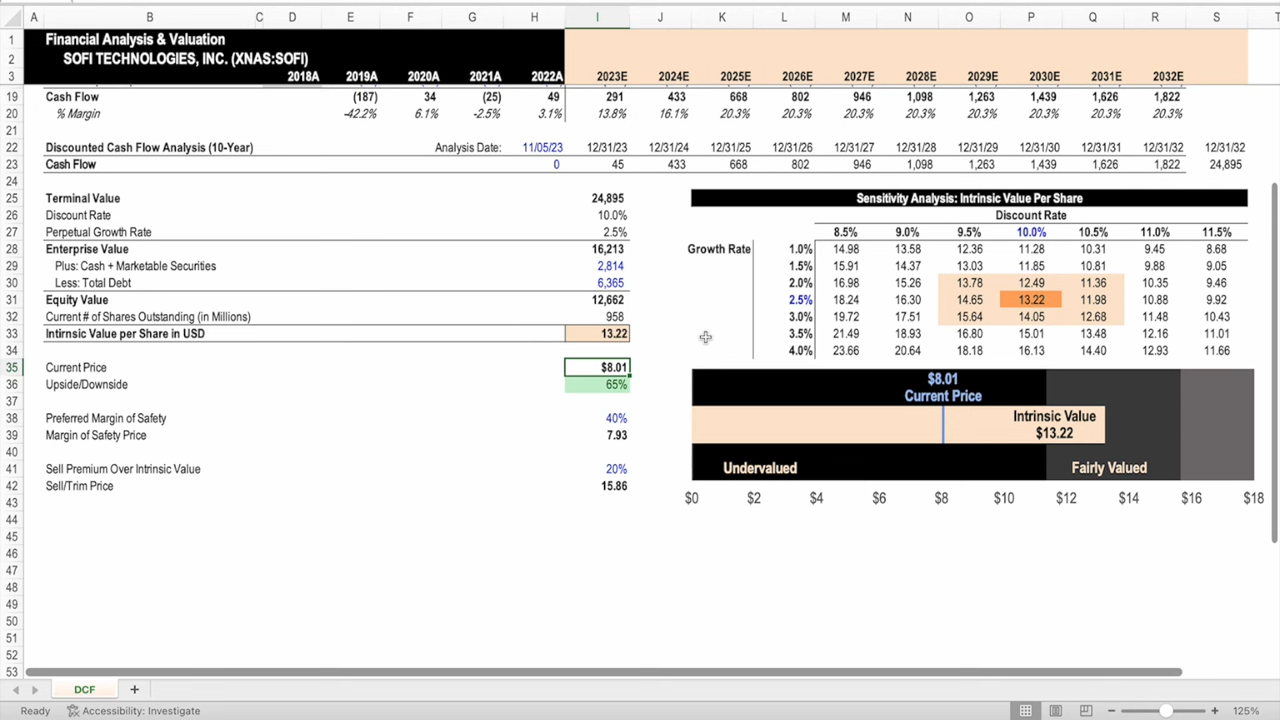 A B C D E F G H I J K L M N O P Q R S
1 Financial Analysis & Valuation
2 SOFI TECHNOLOGIES, INC. (XNAS:SOFI)
3 2018A 2019A 2020A 2021A 2022A 2023E 2024E 2025E 2026E 2027E 2028E 2029E 2030E 2031E 2032E
19 Cash Flow (187) 34 (25) 49 291 433 668 802 946 1,098 1,263 1,439 1,626 1,822
20 % Margin -42.2% 6.1% -2.5% 3.1% 13.8% 16.1% 20.3% 20.3% 20.3% 20.3% 20.3% 20.3% 20.3% 20.3%
21
22 Discounted Cash Flow Analysis (10-Year) Analysis Date: 11/05/23 12/31/23 12/31/24 12/31/25 12/31/26 12/31/27 12/31/28 12/31/29 12/31/30 12/31/31 12/31/32 12/31/32
23 Cash Flow 0 45 433 668 802 946 1,098 1,263 1,439 1,626 1,822 24,895
24
25 Terminal Value 24,895 Sensitivity Analysis: Intrinsic Value Per Share
26 Discount Rate 10.0% Discount Rate
27 Perpetual Growth Rate 2.5% 8.5% 9.0% 9.5% 10.0% 10.5% 11.0% 11.5%
28 Enterprise Value 16,213 Growth Rate 1.0% 14.98 13.58 12.36 11.28 10.31 9.45 8.68
29 Plus: Cash + Marketable Securities 2,814 1.5% 15.91 14.37 13.03 11.85 10.81 9.88 9.05
30 Less: Total Debt 6,365 2.0% 16.98 15.26 13.78 12.49 11.36 10.35 9.46
31 Equity Value 12,662 2.5% 18.24 16.30 14.65 13.22 11.98 10.88 9.92
32 Current # of Shares Outstanding (in Millions) 958 3.0% 19.72 17.51 15.64 14.05 12.68 11.48 10.43
33 Intirnsic Value per Share in USD 13.22 3.5% 21.49 18.93 16.80 15.01 13.48 12.16 11.01
34 4.0% 23.66 20.64 18.18 16.13 14.40 12.93 11.66
35 Current Price $8.01
36 Upside/Downside 65%
37
38 Preferred Margin of Safety 40%
39 Margin of Safety Price 7.93
40
41 Sell Premium Over Intrinsic Value 20%
42 Sell/Trim Price 15.86
43
44
45
46
47
48
49
50
51
52
53
$8.01
Current Price
Intrinsic Value
$13.22
Undervalued Fairly Valued
$0 $2 $4 $6 $8 $10 $12 $14 $16 $18
DCF +
Ready Accessibility: Investigate − + 125%